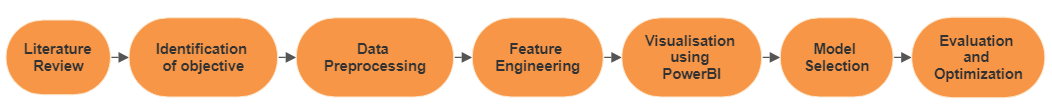 Literature
Review
Identification
of objective
Data
Preprocessing
Feature
Engineering
Visualisation
using
PowerBI
Model
Selection
Evaluation
and
Optimization